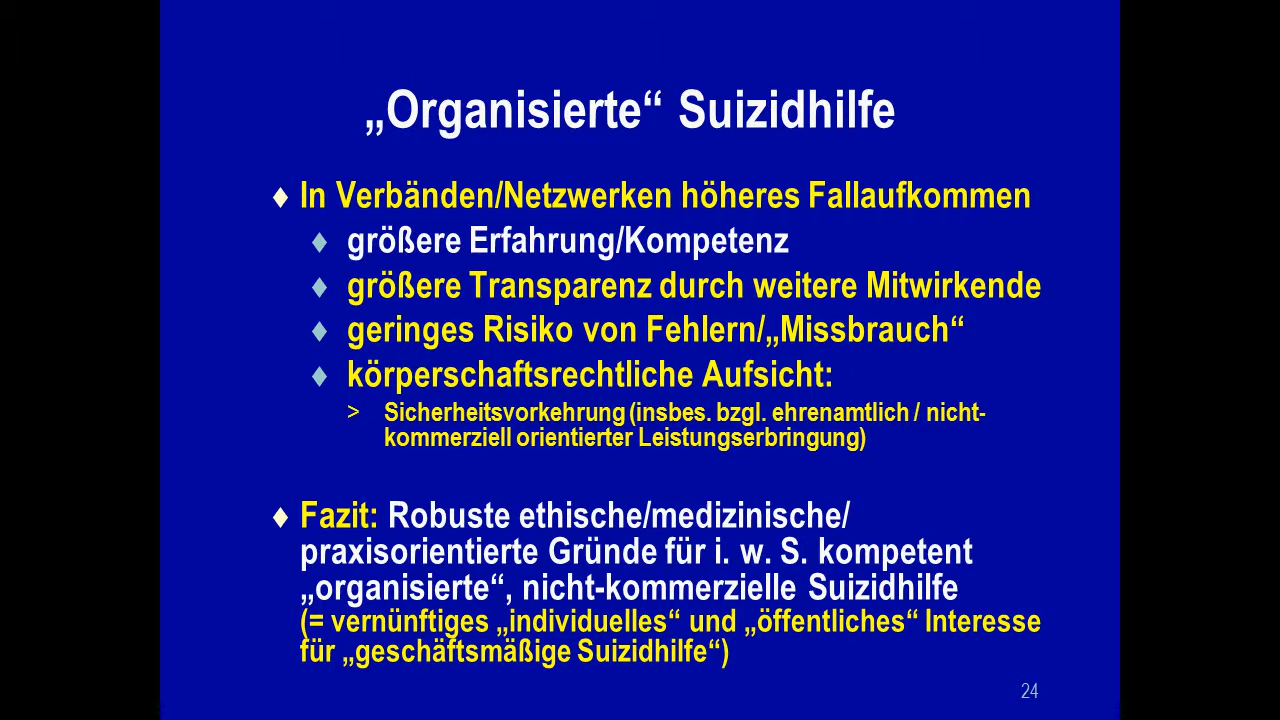 „Organisierte“ Suizidhilfe
♦ In Verbänden/Netzwerken höheres Fallaufkommen
♦ größere Erfahrung/Kompetenz
♦ größere Transparenz durch weitere Mitwirkende
♦ geringes Risiko von Fehlern/„Missbrauch“
♦ körperschaftsrechtliche Aufsicht:
> Sicherheitsvorkehrung (insbes. bzgl. ehrenamtlich / nicht-
kommerziell orientierter Leistungserbringung)
♦ Fazit: Robuste ethische/medizinische/
praxisorientierte Gründe für i. w. S. kompetent
„organisierte“, nicht-kommerzielle Suizidhilfe
(= vernünftiges „individuelles“ und „öffentliches“ Interesse
für „geschäftsmäßige Suizidhilfe“)
24